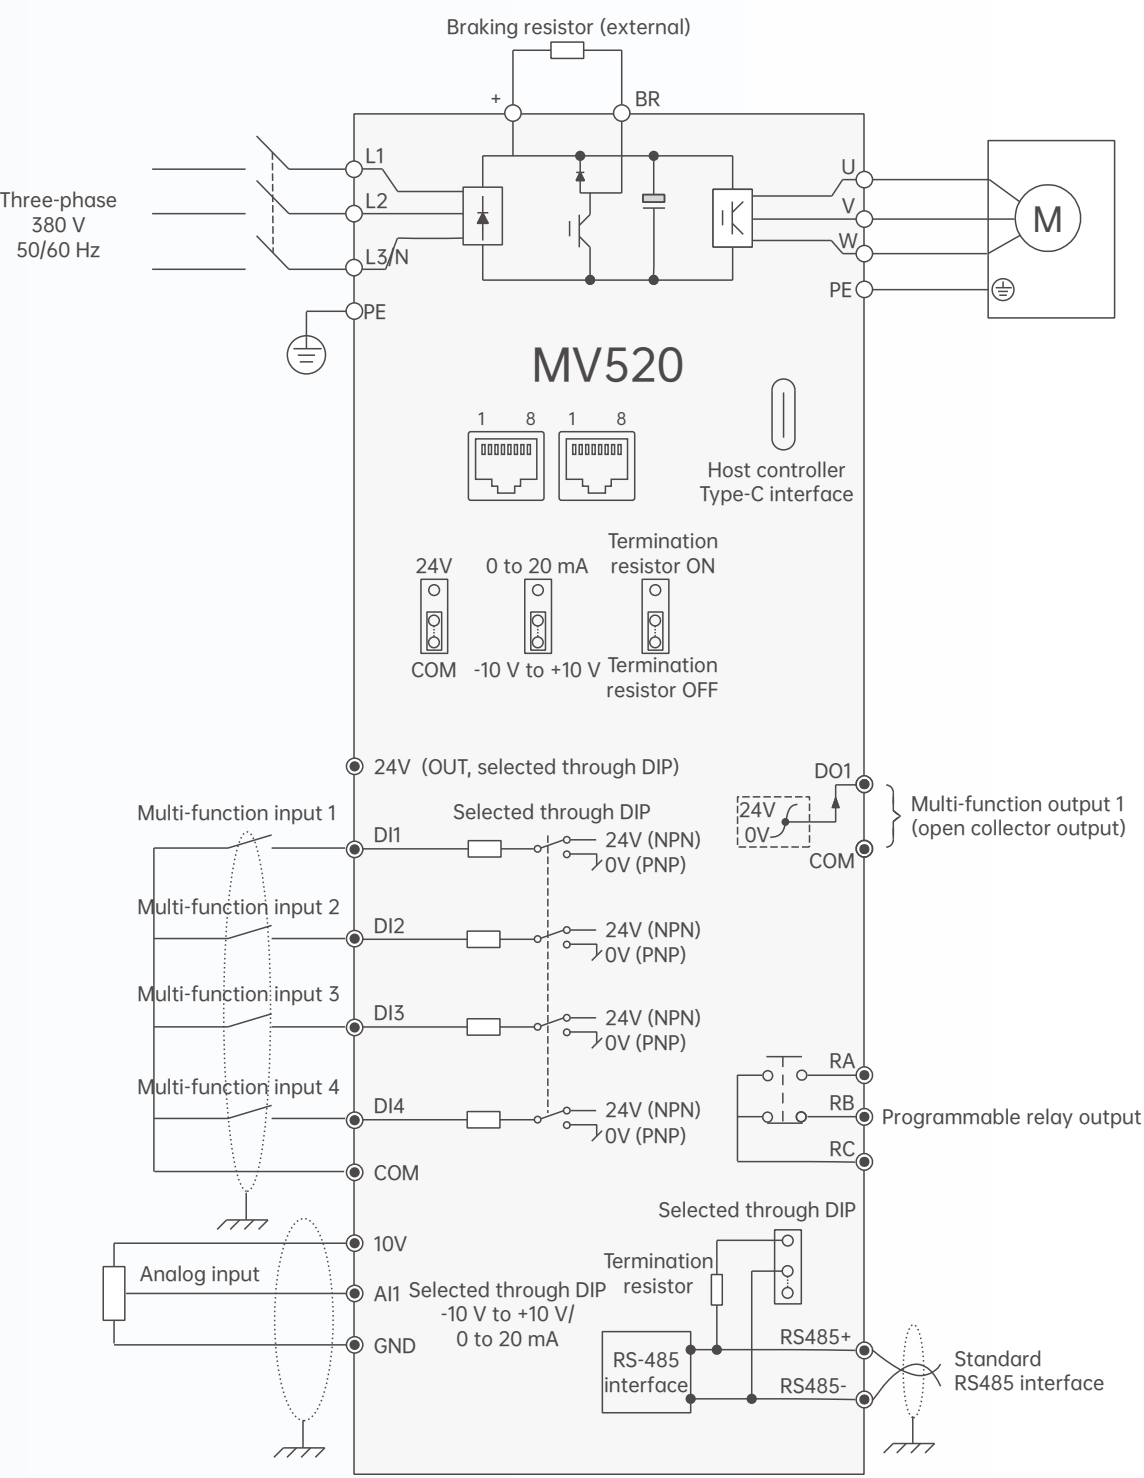 Braking resistor (external)
+
BR
Three-phase
380 V
50/60 Hz
L1
L2
L3/N
PE
U
V
W
PE
M
MV520
1 8 1 8
Host controller
Type-C interface
24V
COM
0 to 20 mA
-10 V to +10 V
Termination
resistor ON
Termination
resistor OFF
24V (OUT, selected through DIP)
Selected through DIP
Multi-function input 1
DI1
24V (NPN)
0V (PNP)
Multi-function input 2
DI2
24V (NPN)
0V (PNP)
Multi-function input 3
DI3
24V (NPN)
0V (PNP)
Multi-function input 4
DI4
24V (NPN)
0V (PNP)
COM
DO1
24V
0V
COM
Multi-function output 1
(open collector output)
RA
RB
RC
Programmable relay output
10V
Analog input
AI1
Selected through DIP
-10 V to +10 V/
0 to 20 mA
GND
Selected through DIP
Termination
resistor
RS-485
interface
RS485+
RS485-
Standard
RS485 interface